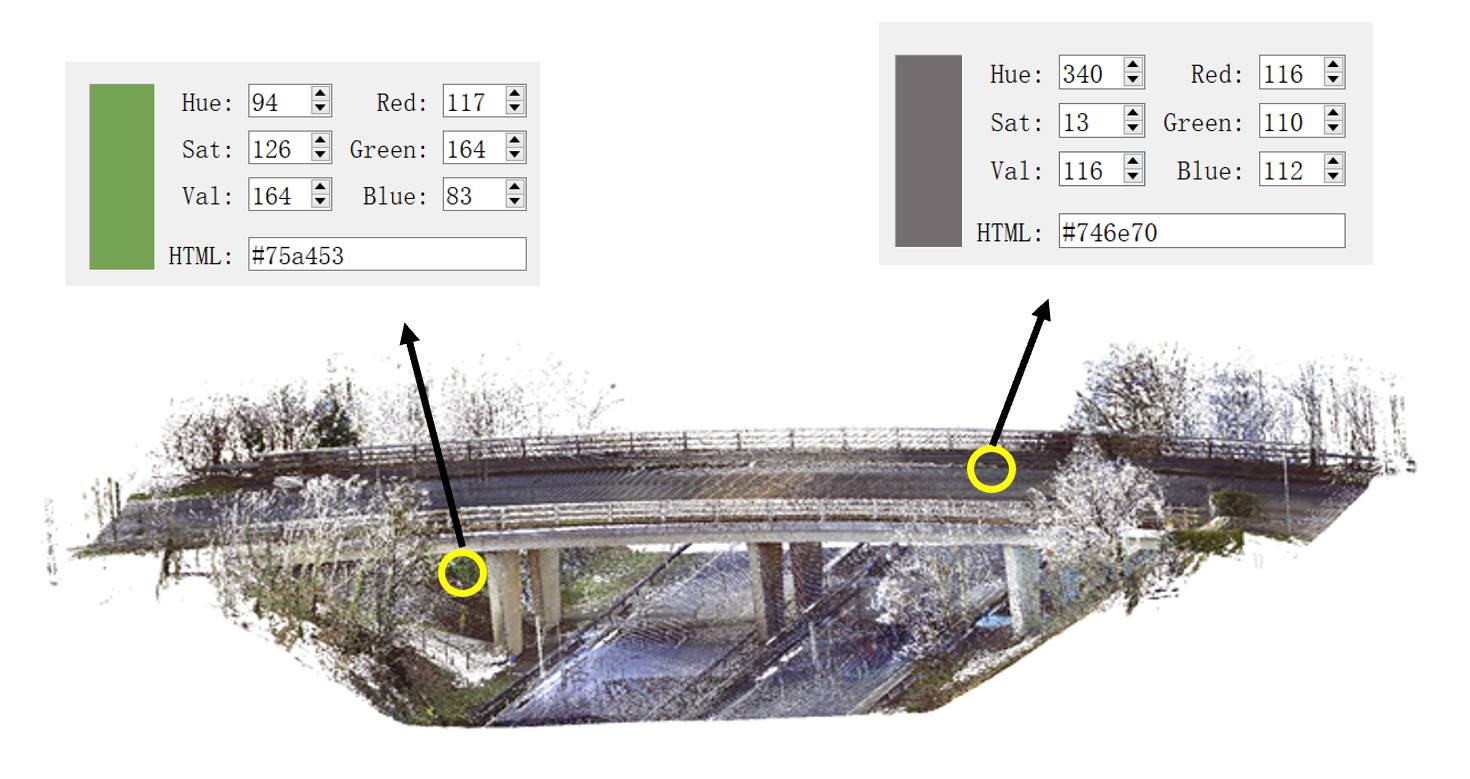 Hue: 94 Red: 117
Sat: 126 Green: 164
Val: 164 Blue: 83
HTML: #75a453
Hue: 340 Red: 116
Sat: 13 Green: 110
Val: 116 Blue: 112
HTML: #746e70